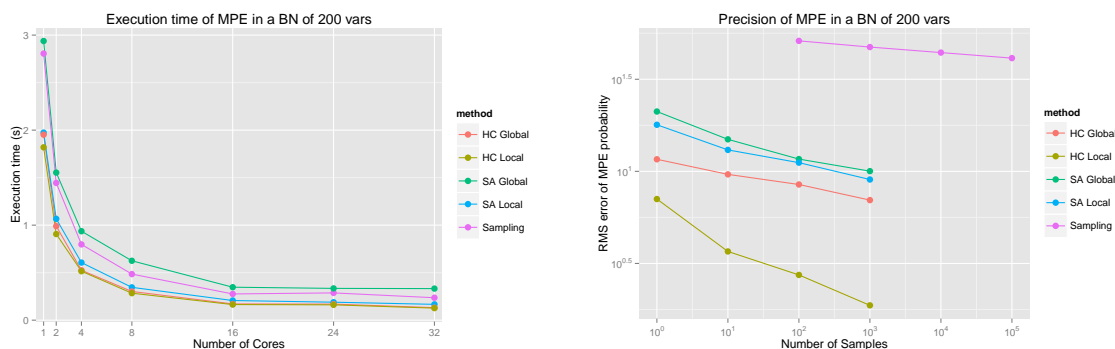 Execution time of MPE in a BN of 200 vars
3
2
1
0
Execution time (s)
1 2 4 8 16 24 32
Number of Cores
method
HC Global
HC Local
SA Global
SA Local
Sampling
Precision of MPE in a BN of 200 vars
10^1.5
10^1
10^0.5
RMS error of MPE probability
10^0 10^1 10^2 10^3 10^4 10^5
Number of Samples
method
HC Global
HC Local
SA Global
SA Local
Sampling